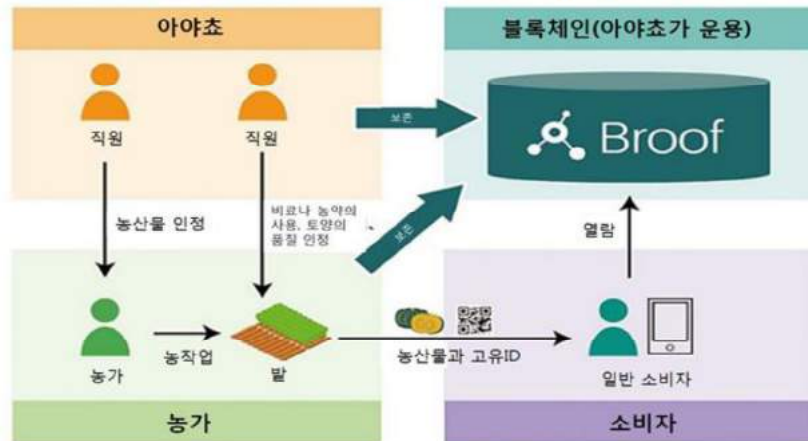 아야쵸
블록체인(아야쵸가 운용)
직원
직원
보존
Broof
농산물 인정
비료나 농약의
사용, 토양의
품질 인정
보존
열람
농가
농작업
밭
농산물과 고유ID
일반 소비자
농가
소비자